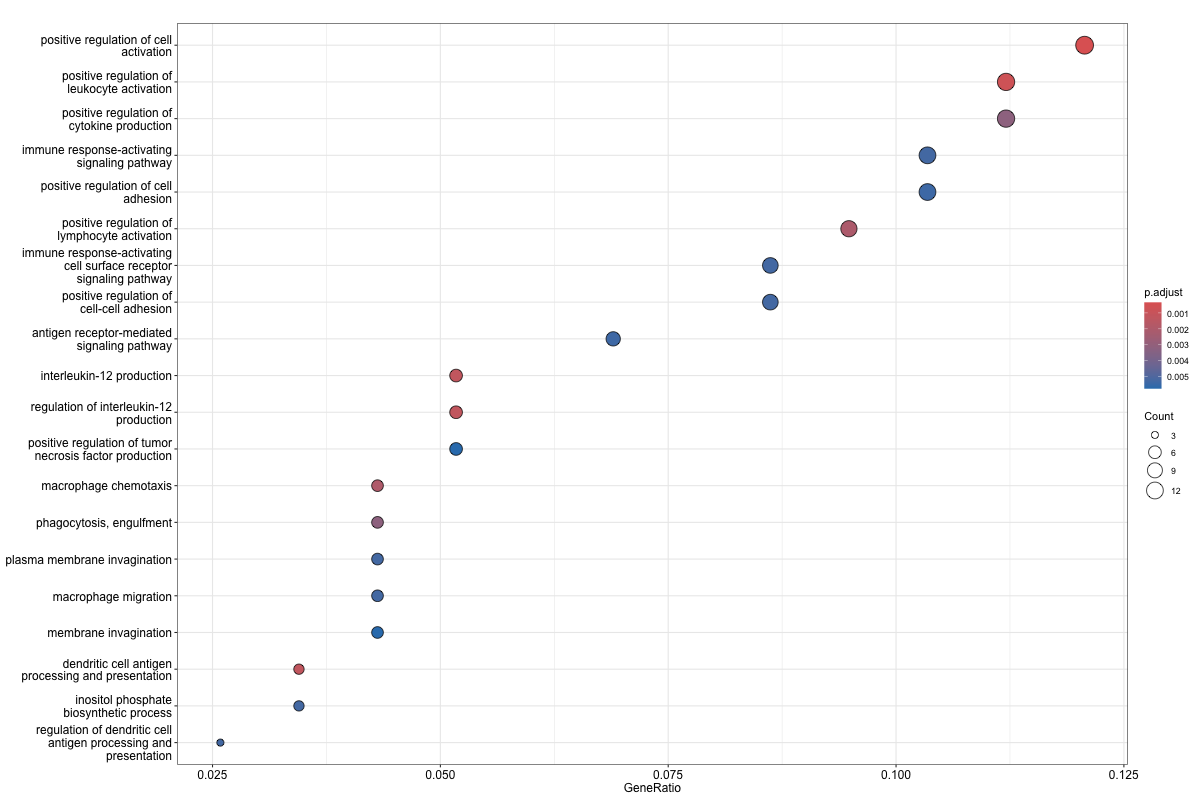 positive regulation of cell
activation
positive regulation of
leukocyte activation
positive regulation of
cytokine production
immune response-activating
signaling pathway
positive regulation of cell
adhesion
positive regulation of
lymphocyte activation
immune response-activating
cell surface receptor
signaling pathway
positive regulation of
cell-cell adhesion
antigen receptor-mediated
signaling pathway
interleukin-12 production
regulation of interleukin-12
production
positive regulation of tumor
necrosis factor production
macrophage chemotaxis
phagocytosis, engulfment
plasma membrane invagination
macrophage migration
membrane invagination
dendritic cell antigen
processing and presentation
inositol phosphate
biosynthetic process
regulation of dendritic cell
antigen processing and
presentation
0.025 0.050 0.075 0.100 0.125
GeneRatio
p.adjust
0.001
0.002
0.003
0.004
0.005
Count
3
6
9
12